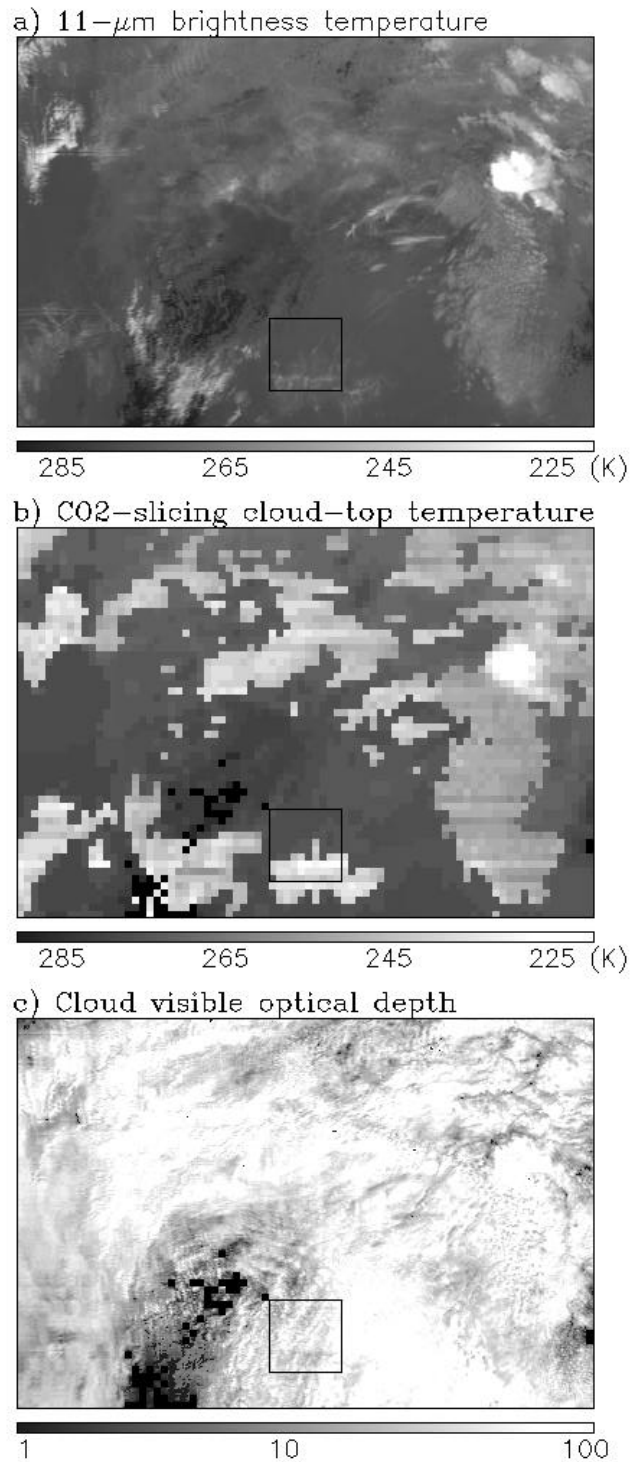 a) 11-μm brightness temperature
285 265 245 225 (K)
b) CO2-slicing cloud-top temperature
285 265 245 225 (K)
c) Cloud visible optical depth
1 10 100